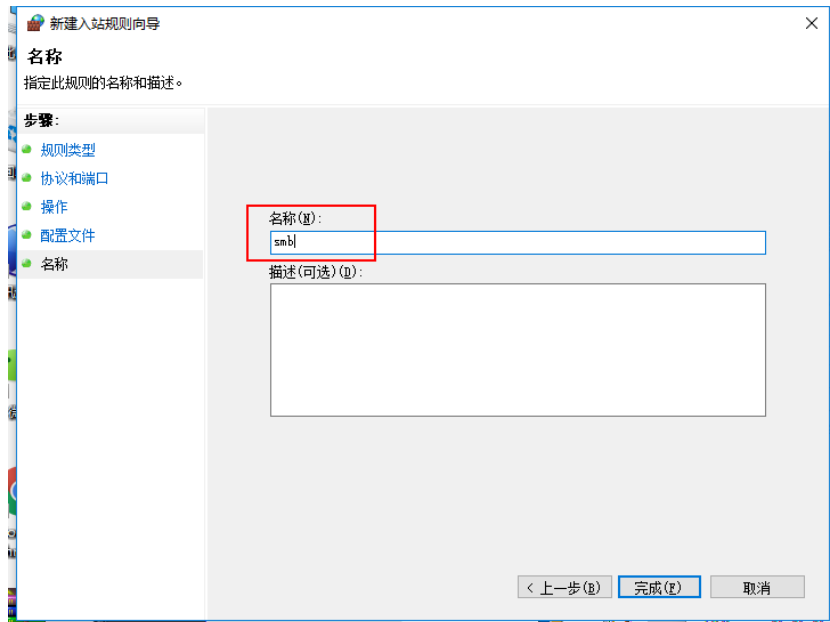 新建入站规则向导
名称
指定此规则的名称和描述。
步骤:
规则类型
协议和端口
操作
配置文件
名称
名称(N):
smb
描述(可选)(D):
< 上一步(B)
完成(F)
取消